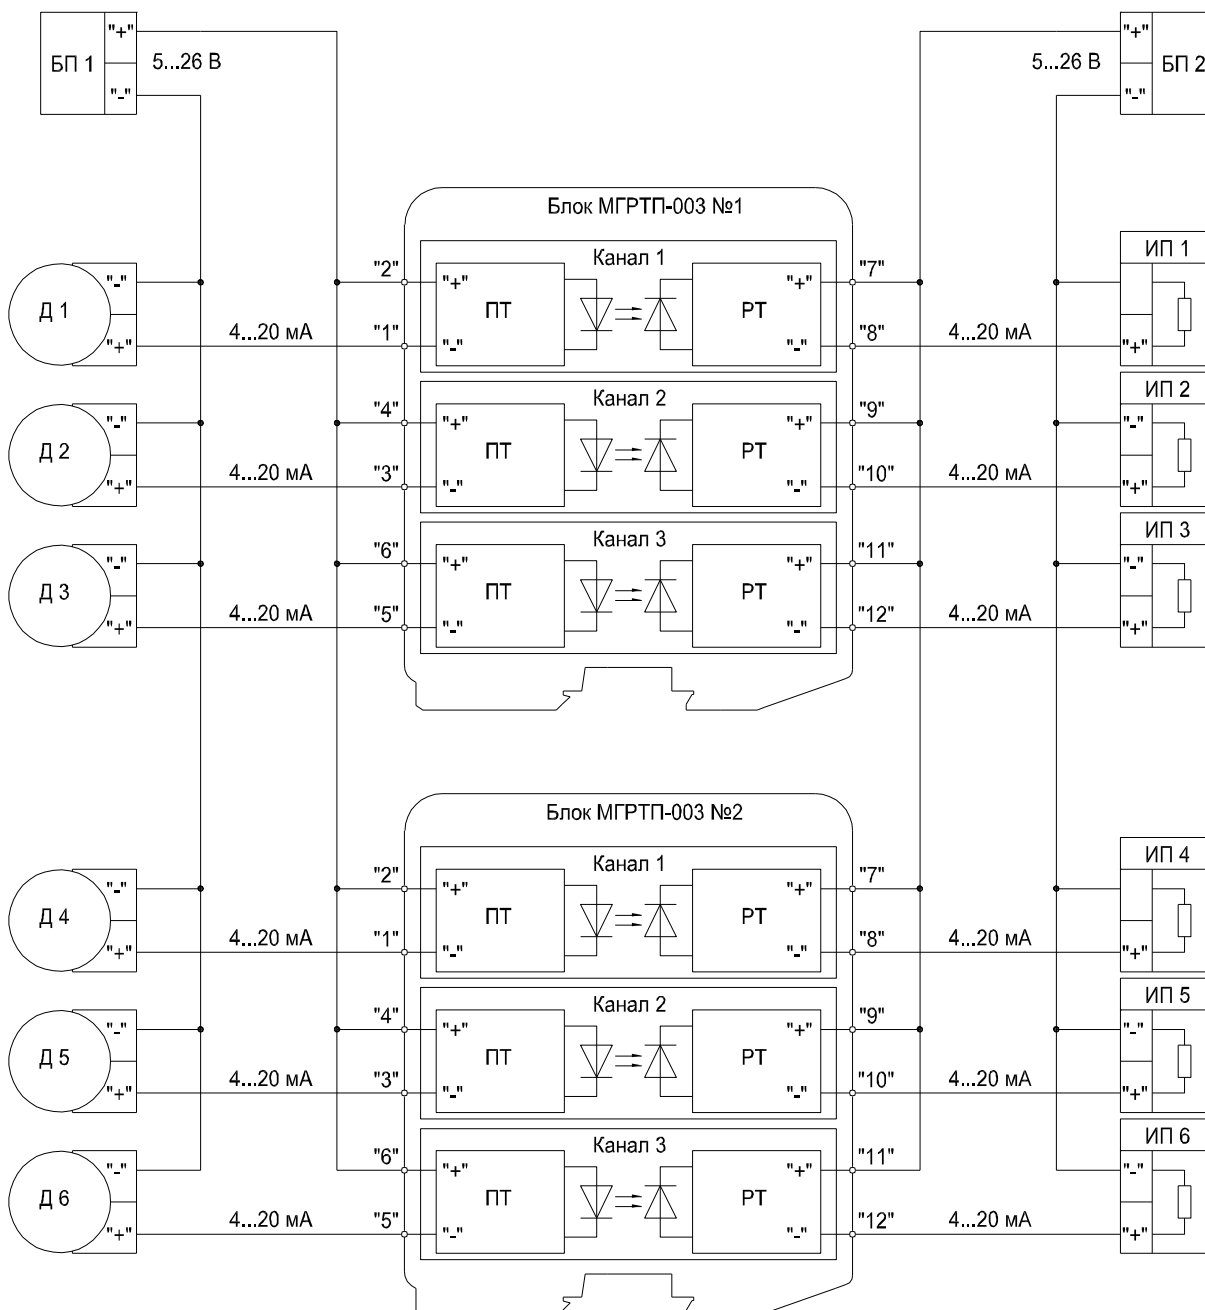 "+" "+"
БП 1 5...26 В 5...26 В БП 2
"-" "-"
Блок МГРТП-003 №1
Канал 1 ИП 1
"-" "2" "+" "+" "7"
Д 1 ПТ РТ
"+" 4...20 мА "1" "-" "-" "8" 4...20 мА "+"
Канал 2 ИП 2
"-" "4" "+" "+" "9" "-"
Д 2 ПТ РТ
"+" 4...20 мА "3" "-" "-" "10" 4...20 мА "+"
Канал 3 ИП 3
"-" "6" "+" "+" "11" "-"
Д 3 ПТ РТ
"+" 4...20 мА "5" "-" "-" "12" 4...20 мА "+"
Блок МГРТП-003 №2
Канал 1 ИП 4
"-" "2" "+" "+" "7"
Д 4 ПТ РТ
"+" 4...20 мА "1" "-" "-" "8" 4...20 мА "+"
Канал 2 ИП 5
"-" "4" "+" "+" "9" "-"
Д 5 ПТ РТ
"+" 4...20 мА "3" "-" "-" "10" 4...20 мА "+"
Канал 3 ИП 6
"-" "6" "+" "+" "11" "-"
Д 6 ПТ РТ
"+" 4...20 мА "5" "-" "-" "12" 4...20 мА "+"